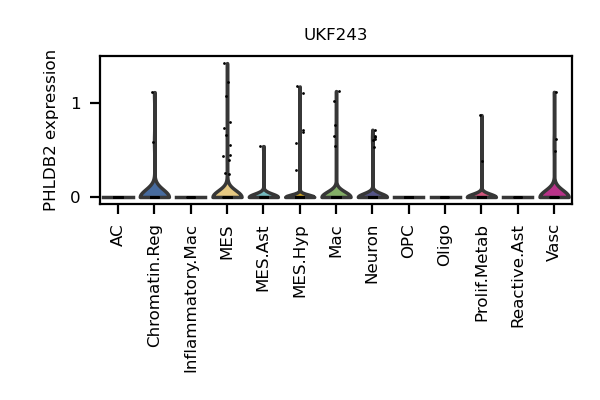 UKF243
PHLDB2 expression
1
0
AC
Chromatin.Reg
Inflammatory.Mac
MES
MES.Ast
MES.Hyp
Mac
Neuron
OPC
Oligo
Prolif.Metab
Reactive.Ast
Vasc